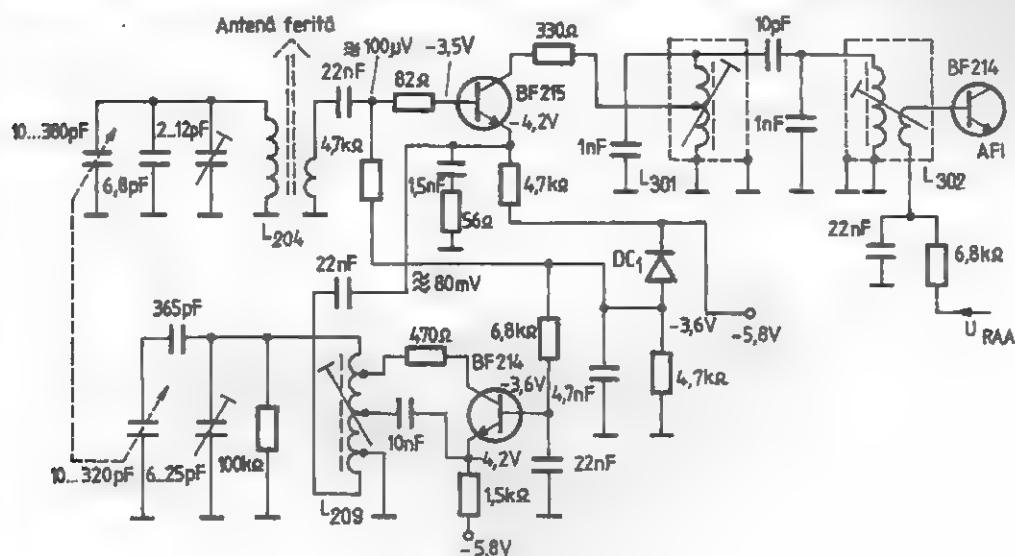 Antenă ferită
10...380pF
6,8pF
2...12pF
L204
22nF
≈100µV
-3,5V
82Ω
BF215
-4,2V
330Ω
4,7kΩ
1,5nF
56Ω
4,7kΩ
1nF
L301
10pF
1nF
L302
BF214
AFI
22nF
6,8kΩ
U RAA
DC1
-3,6V
-5,8V
22nF
≈80mV
365pF
10...320pF
6...25pF
100kΩ
L209
470Ω
BF214
-3,6V
10nF
-4,2V
1,5kΩ
-5,8V
6,8kΩ
4,7nF
22nF
4,7kΩ